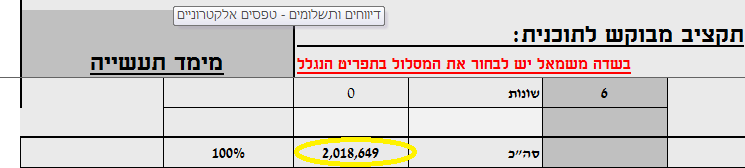 דיווחים ותשלומים - טפסים אלקטרוניים
תקציב מבוקש לתוכנית:
מימד תעשייה
בשדה משמאל יש לבחור את המסלול בתפריט הנגלל
6 שונות 0
סה"כ 2,018,649 100%